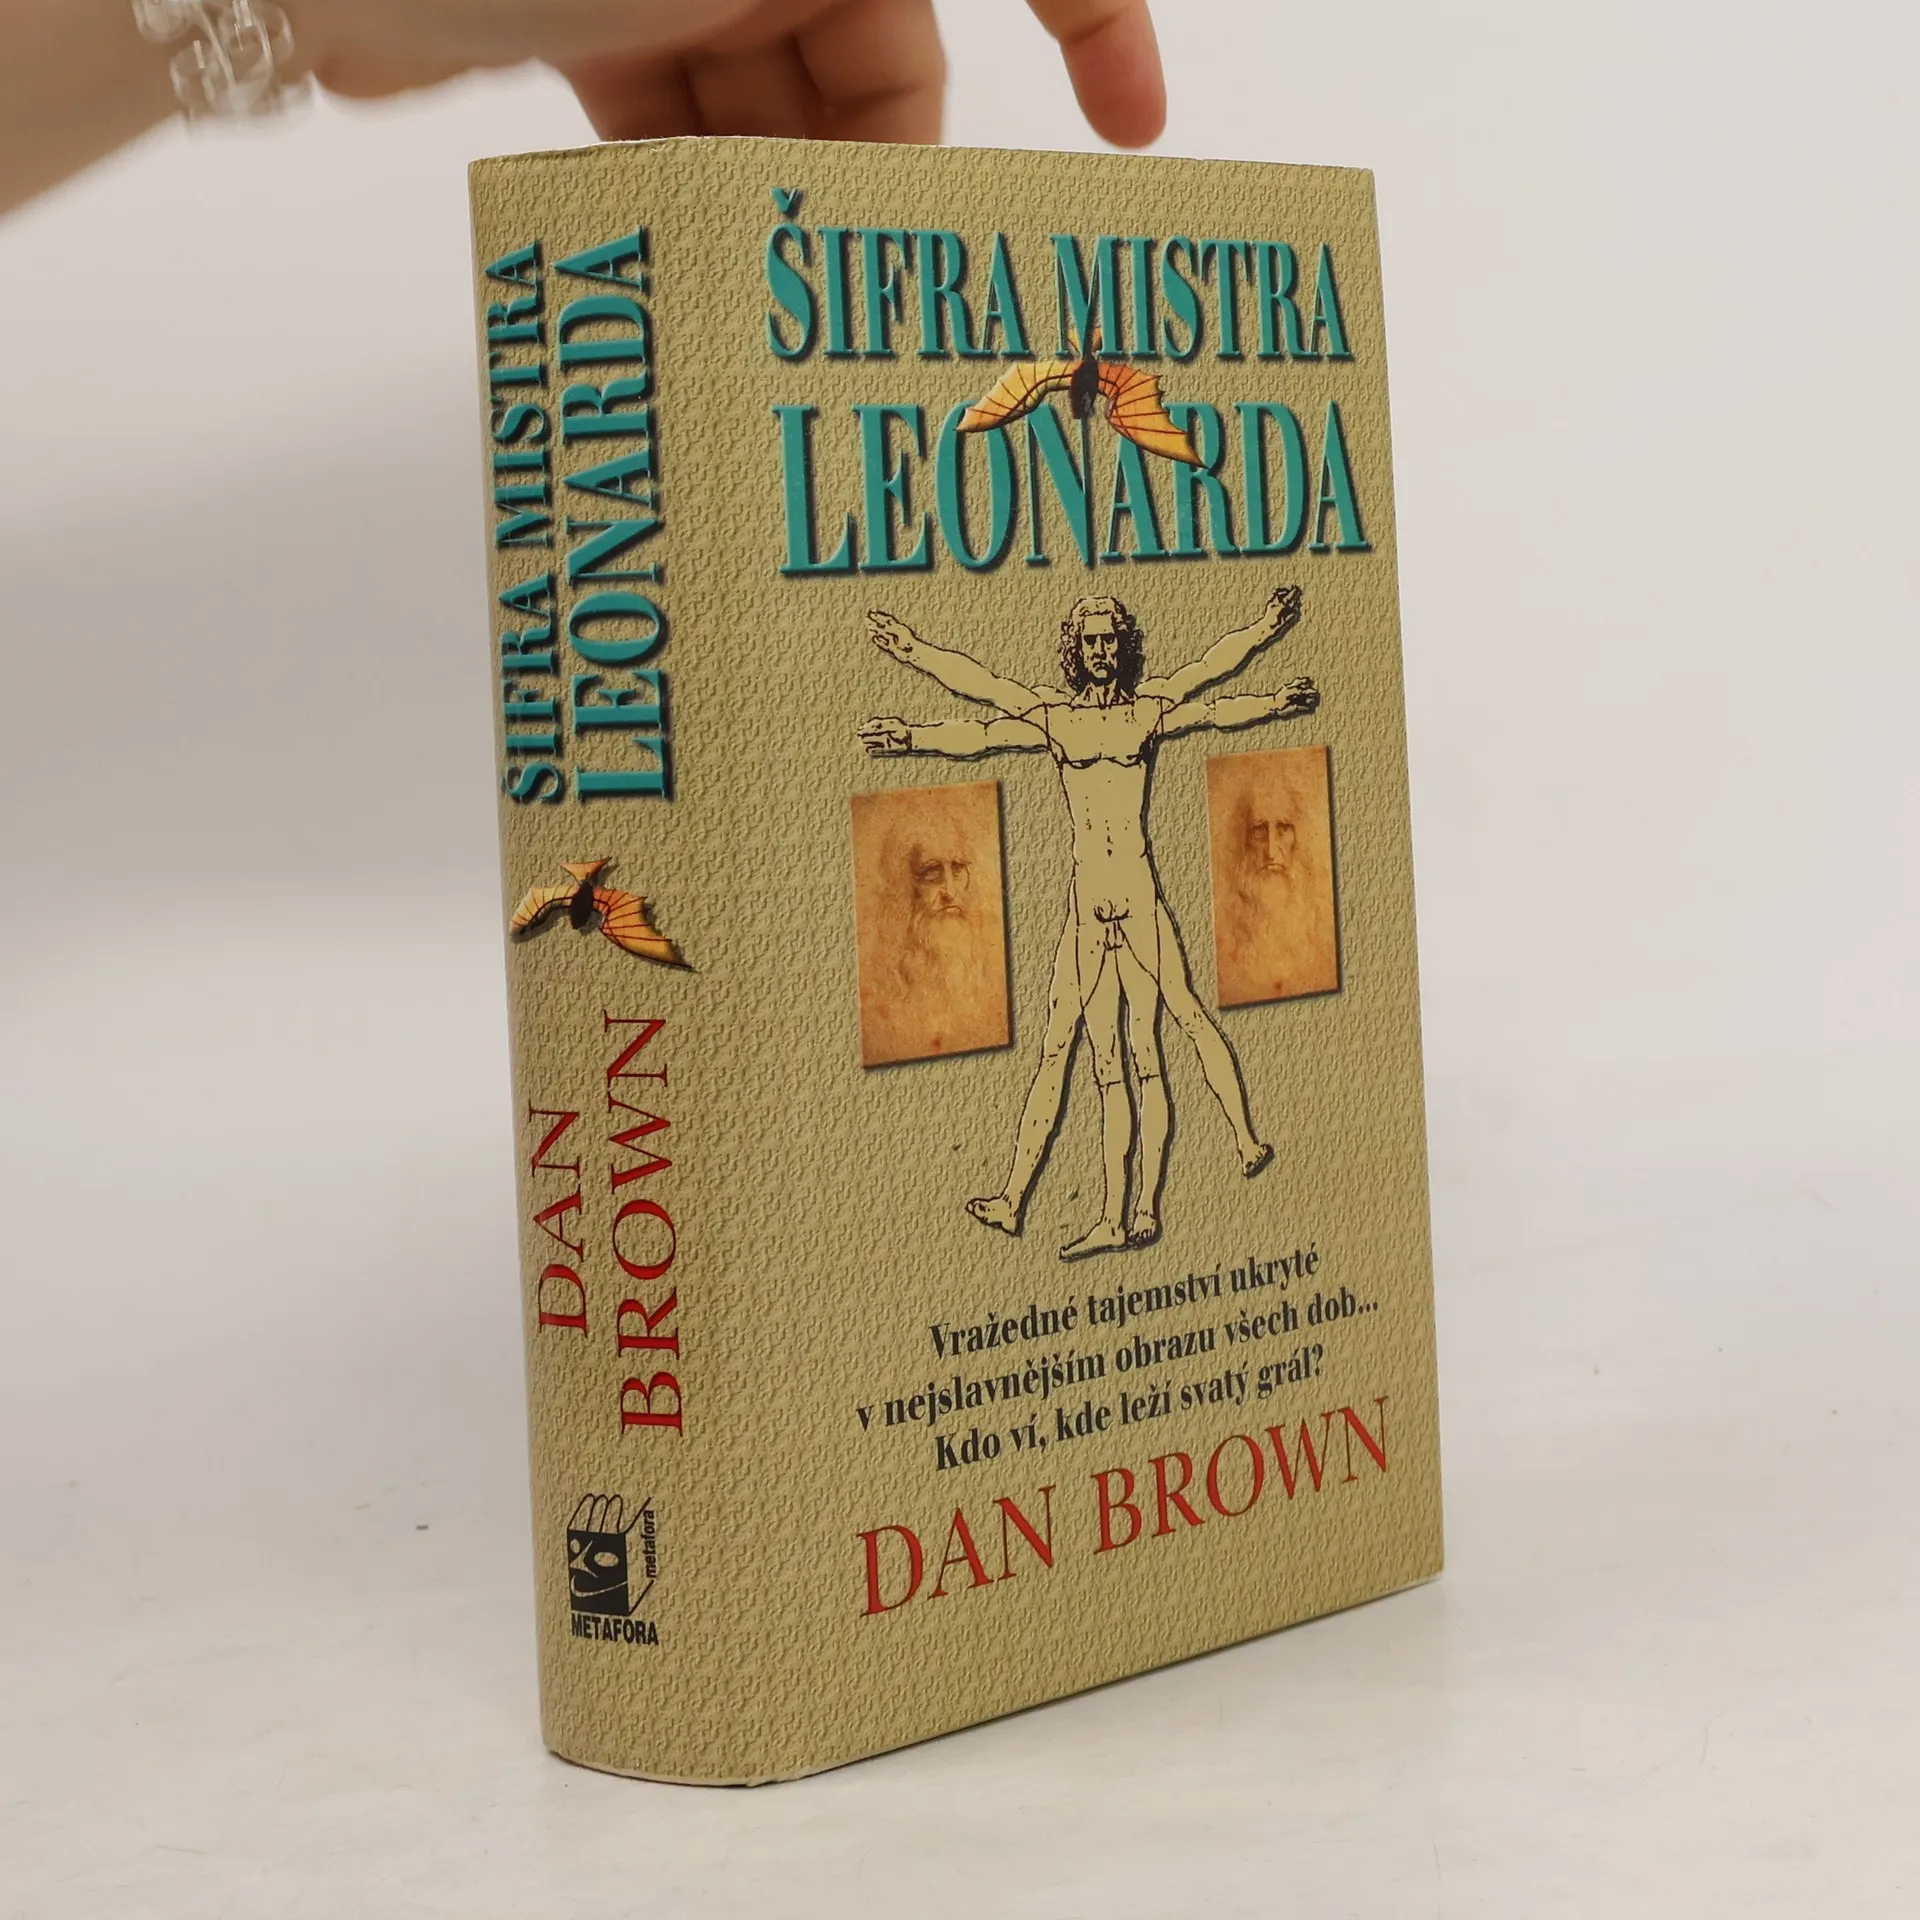 ŠIFRA MISTRA
LEONARDA
DAN
BROWN
metafora
METAFORA
ŠIFRA MISTRA
LEONARDA
Vražedné tajemství ukryté
v nejslavnějším obrazu všech dob...
Kdo ví, kde leží svatý grál?
DAN BROWN